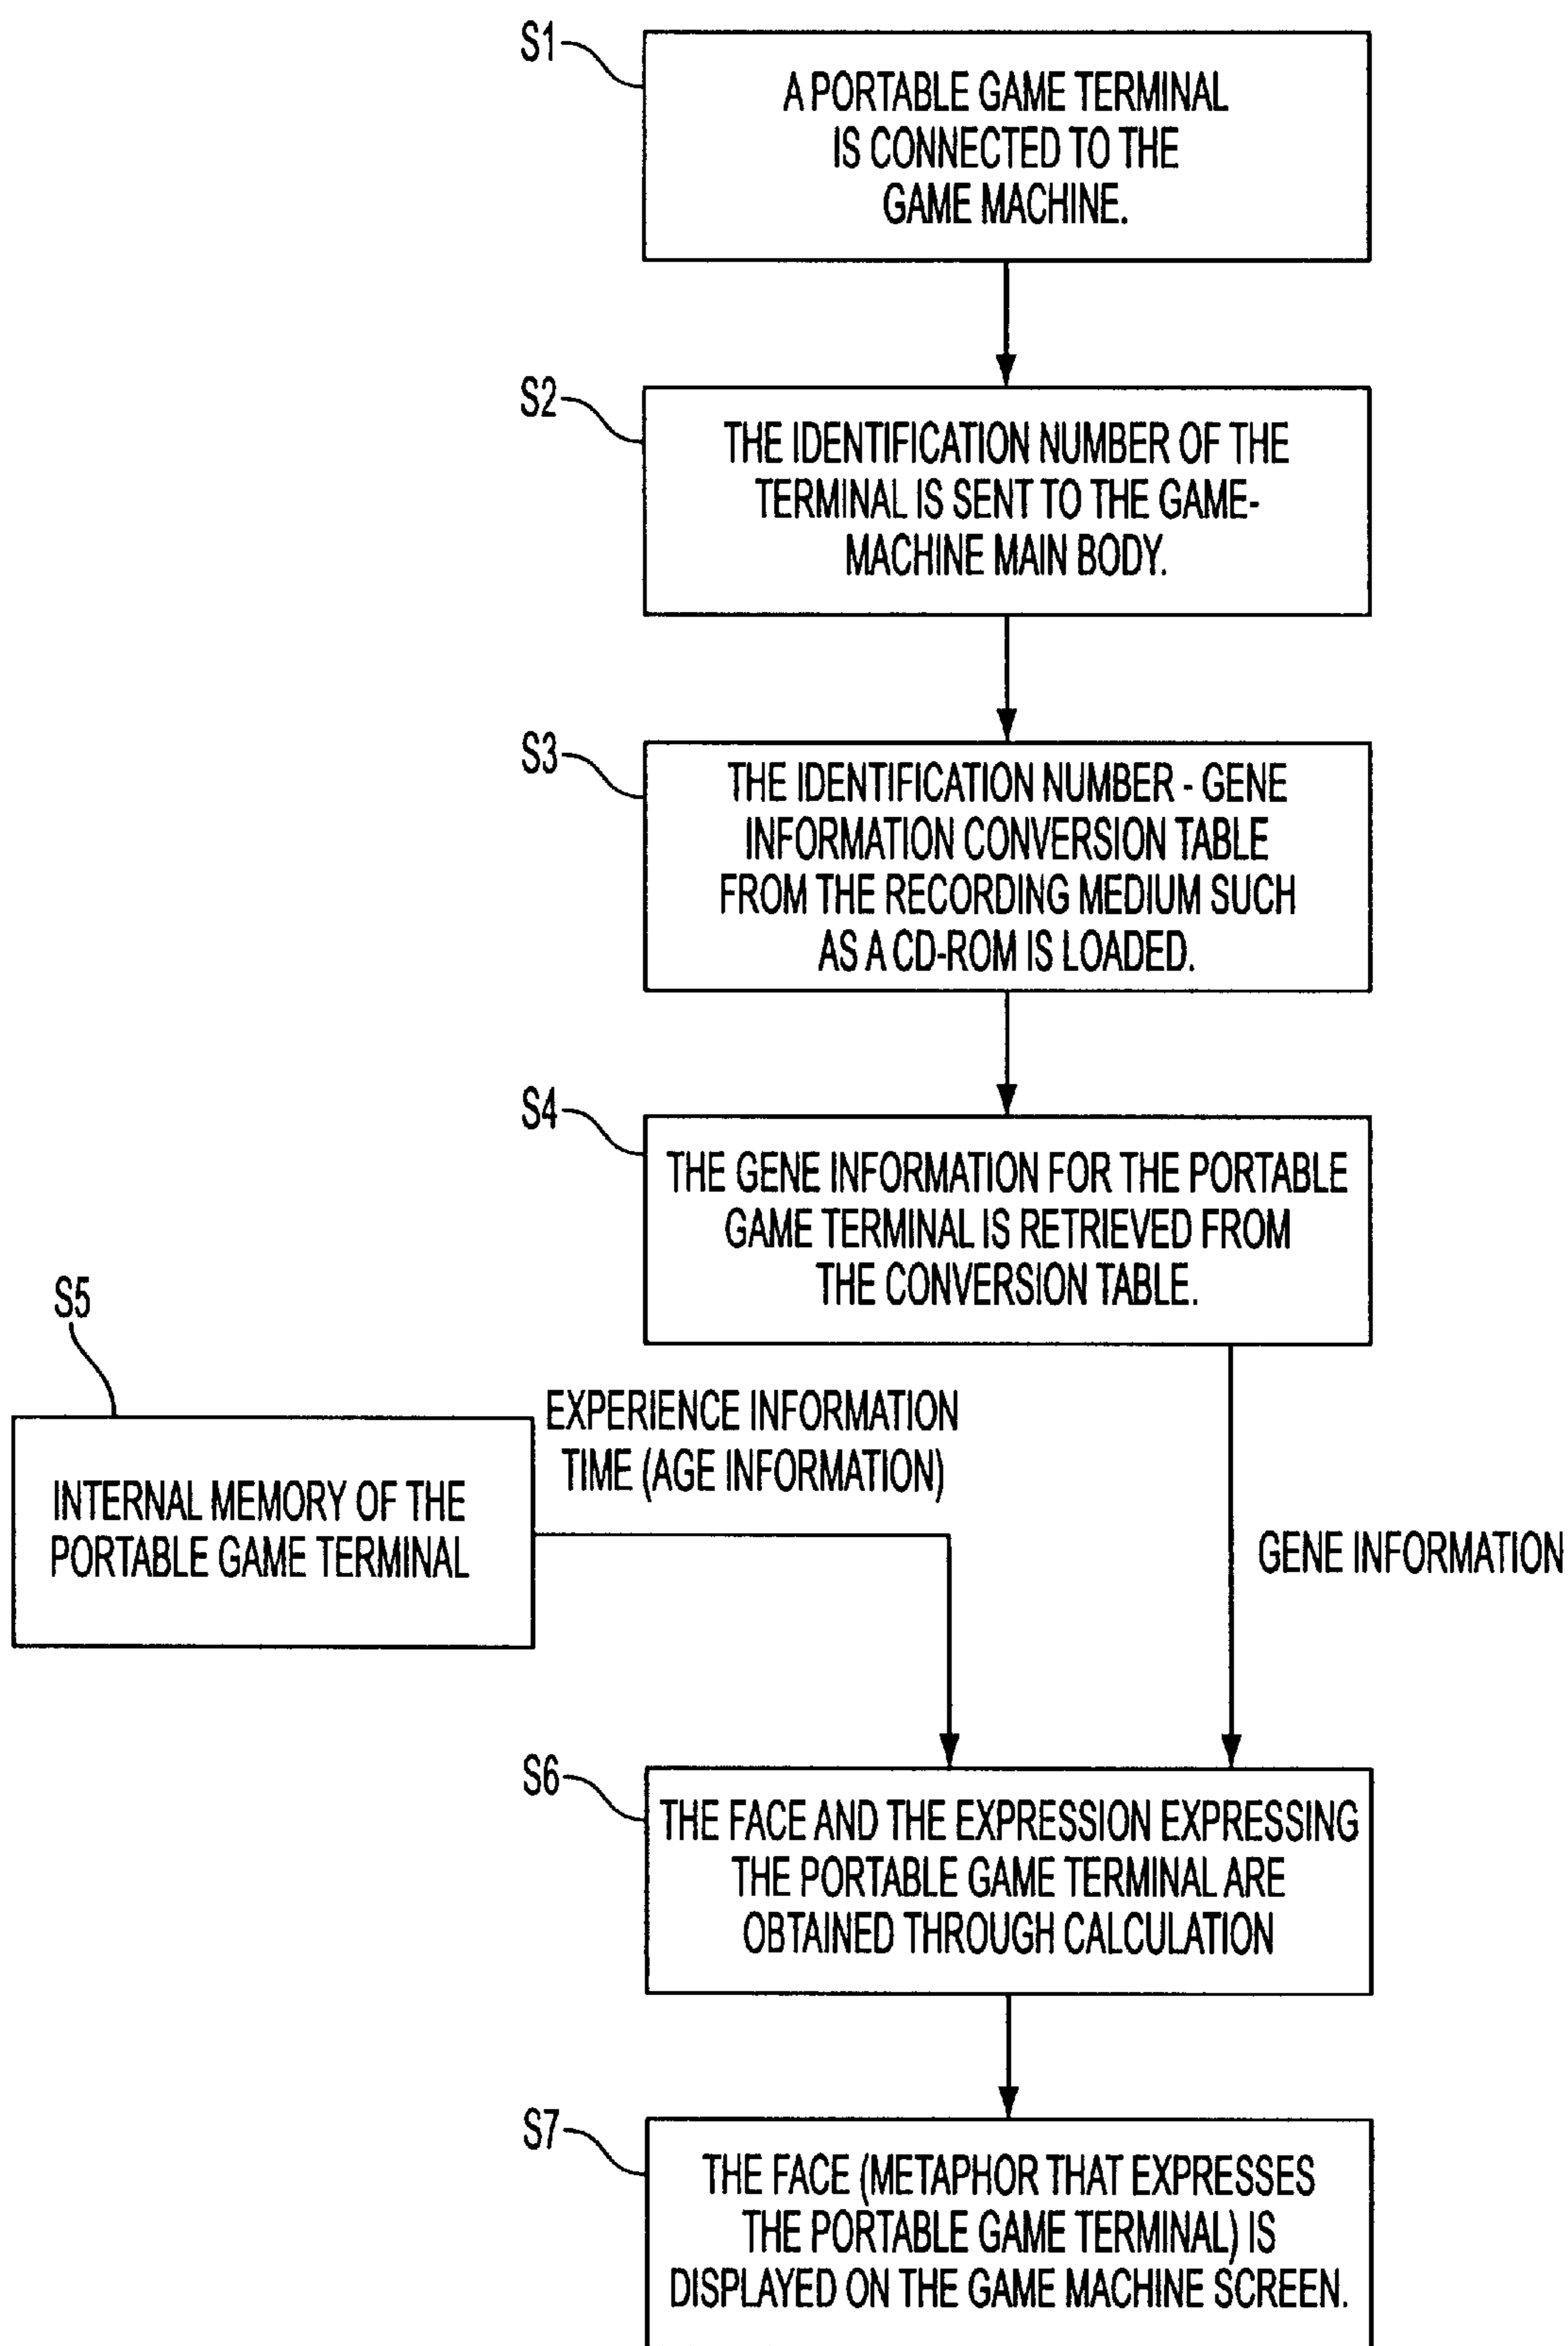 S1
A PORTABLE GAME TERMINAL
IS CONNECTED TO THE
GAME MACHINE.
S2
THE IDENTIFICATION NUMBER OF THE
TERMINAL IS SENT TO THE GAME-
MACHINE MAIN BODY.
S3
THE IDENTIFICATION NUMBER - GENE
INFORMATION CONVERSION TABLE
FROM THE RECORDING MEDIUM SUCH
AS A CD-ROM IS LOADED.
S4
THE GENE INFORMATION FOR THE PORTABLE
GAME TERMINAL IS RETRIEVED FROM
THE CONVERSION TABLE.
S5
INTERNAL MEMORY OF THE
PORTABLE GAME TERMINAL
EXPERIENCE INFORMATION
TIME (AGE INFORMATION)
GENE INFORMATION
S6
THE FACE AND THE EXPRESSION EXPRESSING
THE PORTABLE GAME TERMINAL ARE
OBTAINED THROUGH CALCULATION
S7
THE FACE (METAPHOR THAT EXPRESSES
THE PORTABLE GAME TERMINAL) IS
DISPLAYED ON THE GAME MACHINE SCREEN.